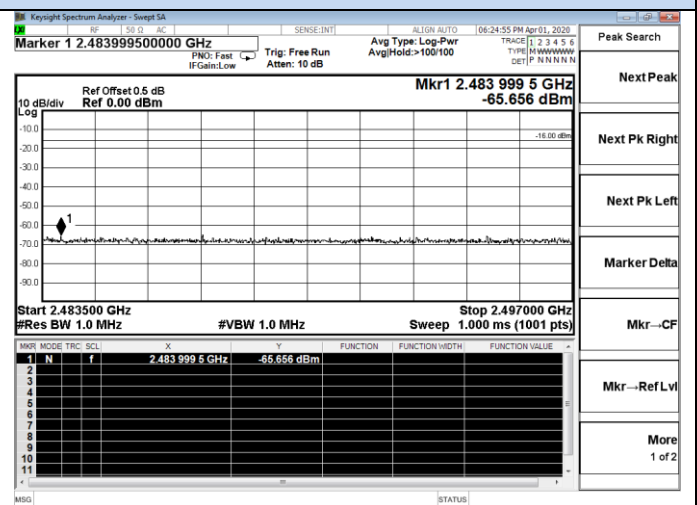 Keysight Spectrum Analyzer - Swept SA
RF 50 Ω AC SENSE:INT ALIGN AUTO 06:24:55 PM Apr 01, 2020
Marker 1 2.483999500000 GHz
PNO: Fast
IFGain:Low
Trig: Free Run
Atten: 10 dB
Avg Type: Log-Pwr
Avg|Hold:>100/100
TRACE 1 2 3 4 5 6
TYPE M WWWWW
DET P N N N N N
Peak Search
Next Peak
Next Pk Right
Next Pk Left
Marker Delta
Mkr→CF
Mkr→Ref Lvl
More
1 of 2
Ref Offset 0.5 dB
10 dB/div Ref 0.00 dBm
Log
Mkr1 2.483 999 5 GHz
-65.656 dBm
-10.0
-16.00 dBm
-20.0
-30.0
-40.0
-50.0
-60.0
1
-70.0
-80.0
-90.0
Start 2.483500 GHz Stop 2.497000 GHz
#Res BW 1.0 MHz #VBW 1.0 MHz Sweep 1.000 ms (1001 pts)
MKR MODE TRC SCL X Y FUNCTION FUNCTION WIDTH FUNCTION VALUE
1 N f 2.483 999 5 GHz -65.656 dBm
2
3
4
5
6
7
8
9
10
11
MSG STATUS